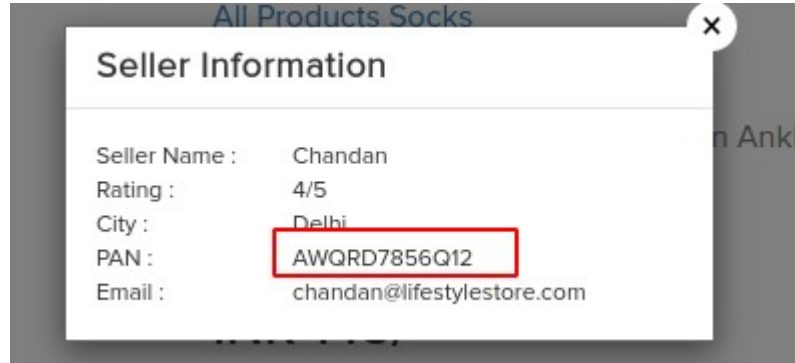 All Products Socks
×
Seller Information
Seller Name : Chandan
Rating : 4/5
City : Delhi
PAN : AWQRD7856Q12
Email : chandan@lifestylestore.com